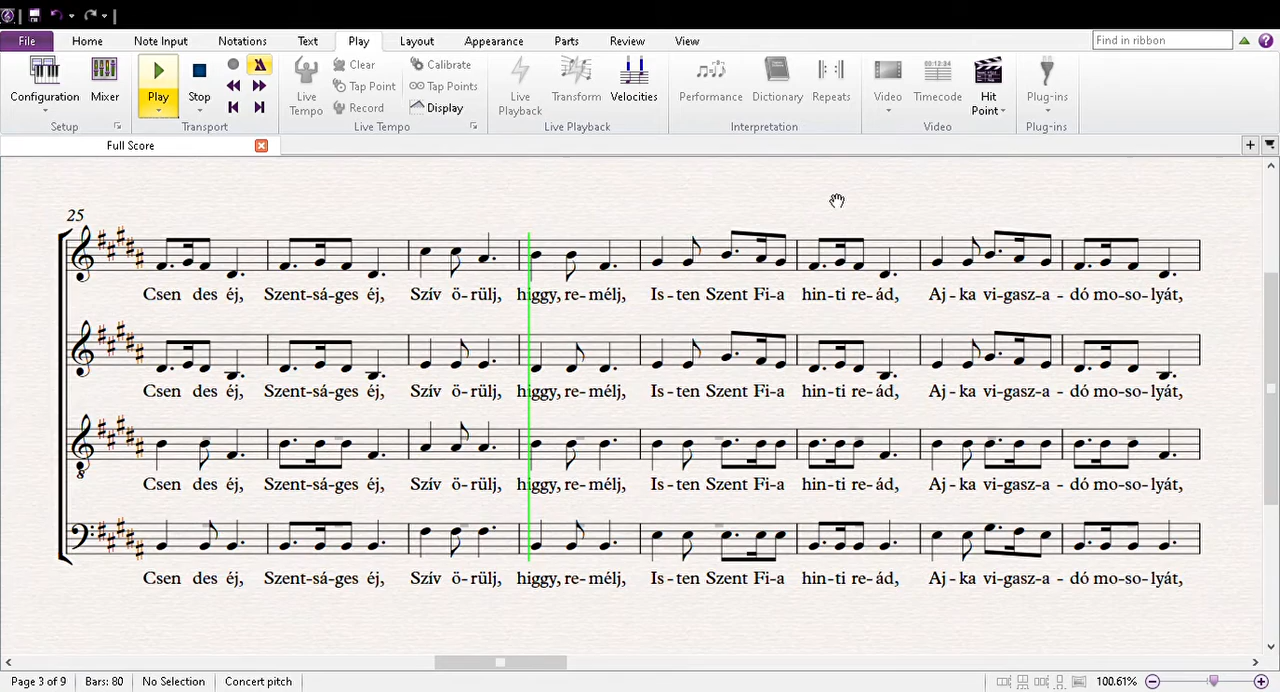 File Home Note Input Notations Text Play Layout Appearance Parts Review View Find in ribbon
Configuration Mixer Play Stop Live Tempo Clear Tap Point Record Calibrate Tap Points Display Live Playback Transform Velocities Performance Dictionary Repeats Video Timecode Hit Point Plug-ins
Setup Transport Live Tempo Live Playback Interpretation Video Plug-ins
Full Score
25
Csen des éj, Szent-sá-ges éj, Szív ö-rülj, higgy, re-mélj, Is-ten Szent Fi-a hin-ti re-ád, Aj-ka vi-gasz-a-dó mo-so-lyát,
Csen des éj, Szent-sá-ges éj, Szív ö-rülj, higgy, re-mélj, Is-ten Szent Fi-a hin-ti re-ád, Aj-ka vi-gasz-a-dó mo-so-lyát,
8
Csen des éj, Szent-sá-ges éj, Szív ö-rülj, higgy, re-mélj, Is-ten Szent Fi-a hin-ti re-ád, Aj-ka vi-gasz-a-dó mo-so-lyát,
Csen des éj, Szent-sá-ges éj, Szív ö-rülj, higgy, re-mélj, Is-ten Szent Fi-a hin-ti re-ád, Aj-ka vi-gasz-a-dó mo-so-lyát,
Page 3 of 9 Bars: 80 No Selection Concert pitch 100.61%